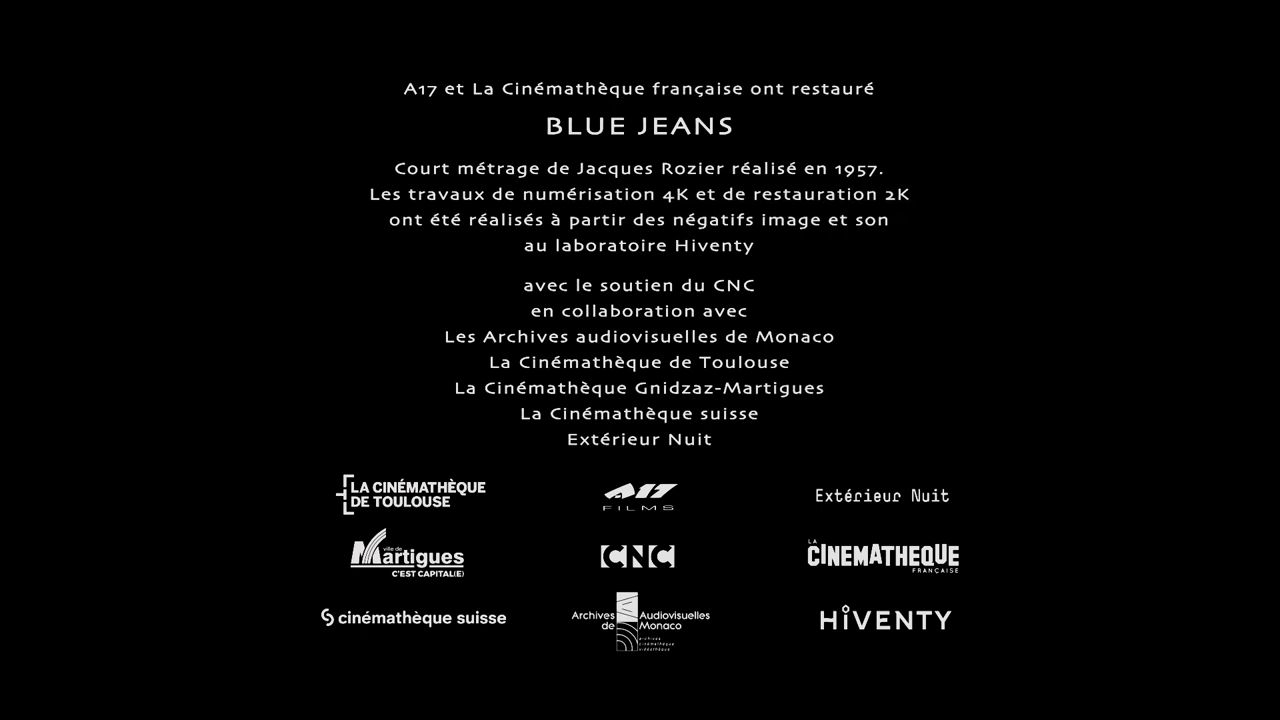 A17 et La Cinémathèque française ont restauré
BLUE JEANS
Court métrage de Jacques Rozier réalisé en 1957.
Les travaux de numérisation 4K et de restauration 2K
ont été réalisés à partir des négatifs image et son
au laboratoire Hiventy
avec le soutien du CNC
en collaboration avec
Les Archives audiovisuelles de Monaco
La Cinémathèque de Toulouse
La Cinémathèque Gnidzaz-Martigues
La Cinémathèque suisse
Extérieur Nuit
LA CINÉMATHÈQUE
DE TOULOUSE
A17
FILMS
Extérieur Nuit
ville de
Martigues
C'EST CAPITAL(E)
CNC
LA
CINEMATHEQUE
FRANÇAISE
cinémathèque suisse
Archives Audiovisuelles
de Monaco
archives
cinémathèque
vidéothèque
HiVENTY